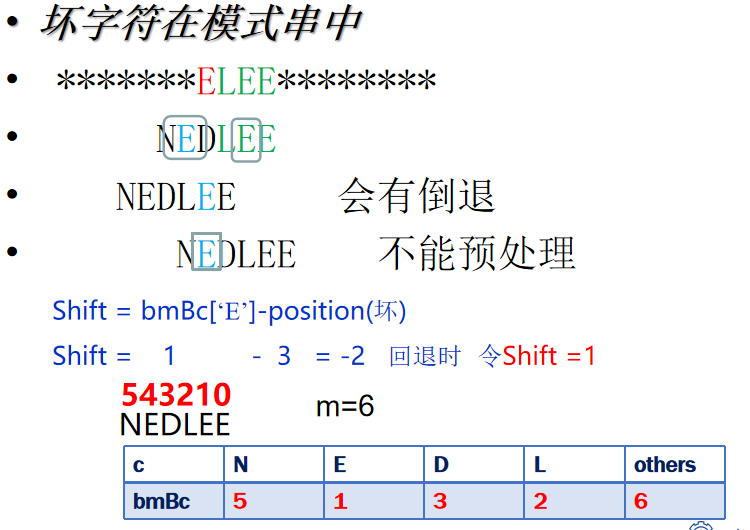 • 坏字符在模式串中
• *******ELEE********
• NEDLEE
• NEDLEE 会有倒退
• NEDLEE 不能预处理
Shift = bmBc[‘E’]-position(坏)
Shift = 1 - 3 = -2 回退时 令Shift =1
543210
NEDLEE m=6
c N E D L others
bmBc 5 1 3 2 6